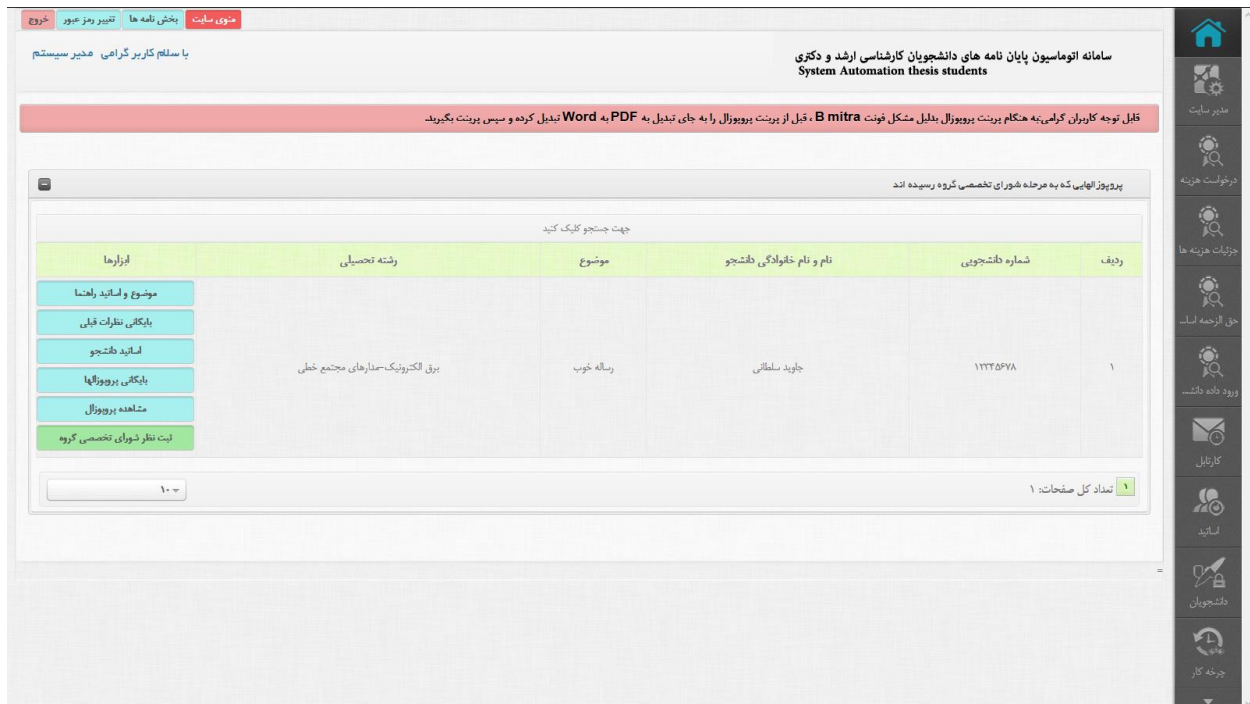 منوی سایت بخش نامه ها تغییر رمز عبور خروج
سامانه اتوماسیون پایان نامه های دانشجویان کارشناسی ارشد و دکتری
System Automation thesis students
با سلام کاربر گرامی مدیر سیستم
قابل توجه کاربران گرامی:به هنگام پرینت پروپوزال بدلیل مشکل فونت B mitra ، قبل از پرینت پروپوزال را به جای تبدیل به PDF به Word تبدیل کرده و سپس پرینت بگیرید.
پروپوزالهایی که به مرحله شورای تخصصی گروه رسیده اند
جهت جستجو کلیک کنید
ردیف شماره دانشجویی نام و نام خانوادگی دانشجو موضوع رشته تحصیلی ابزارها
۱ ۱۲۳۴۵۶۷۸ جاوید سلطانی رساله خوب برق الکترونیک-مدارهای مجتمع خطی
موضوع و اساتید راهنما
بایگانی نظرات قبلی
اساتید دانشجو
بایگانی پروپوزالها
مشاهده پروپوزال
ثبت نظر شورای تخصصی گروه
۱ تعداد کل صفحات: ۱
۱۰
مدیر سایت
درخواست هزینه
جزئیات هزینه ها
حق الزحمه اسا...
ورود داده دانشـ...
کارتابل
اساتید
دانشجویان
چرخه کار